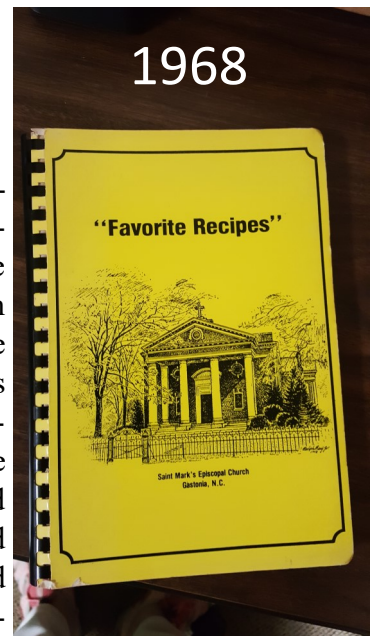 1968
“Favorite Recipes”
Saint Mark's Episcopal Church
Gastonia, N.C.